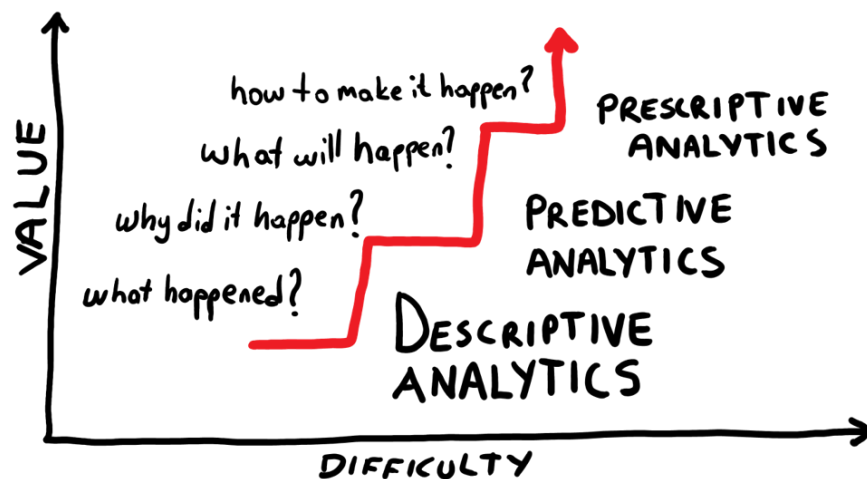 how to make it happen?
PRESCRIPTIVE
ANALYTICS
what will happen?
why did it happen?
PREDICTIVE
ANALYTICS
what happened?
DESCRIPTIVE
ANALYTICS
VALUE
DIFFICULTY